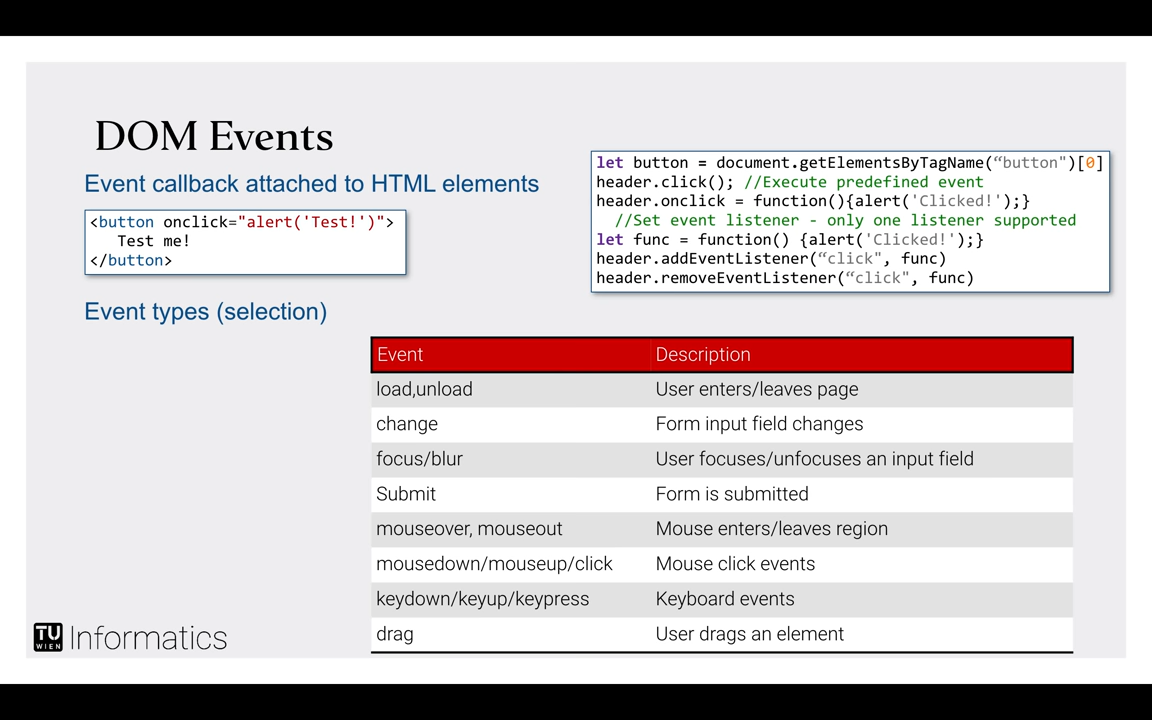 DOM Events
Event callback attached to HTML elements
<button onclick="alert('Test!')">
Test me!
</button>
let button = document.getElementsByTagName(“button")[0]
header.click(); //Execute predefined event
header.onclick = function(){alert('Clicked!');}
//Set event listener - only one listener supported
let func = function() {alert('Clicked!');}
header.addEventListener(“click", func)
header.removeEventListener(“click", func)
Event types (selection)
Event Description
load,unload User enters/leaves page
change Form input field changes
focus/blur User focuses/unfocuses an input field
Submit Form is submitted
mouseover, mouseout Mouse enters/leaves region
mousedown/mouseup/click Mouse click events
keydown/keyup/keypress Keyboard events
drag User drags an element
TU
WIEN
Informatics